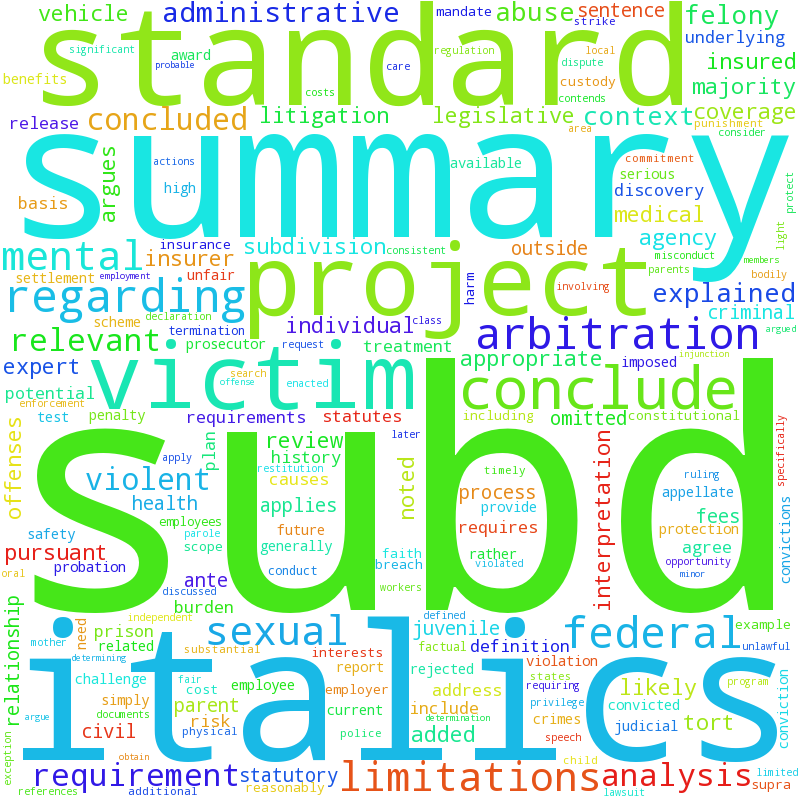 vehicle
administrative
mandate
abuse
sentence
strike
felony
significant
award
probable
standard
care
regulation
local
dispute
underlying
benefits
costs
custody
contends
insured
majority
release
concluded
litigation
legislative
context
coverage
area
punishment
consider
argues
summary
actions
high
available
commitment
serious
discovery
protect
basis
medical
insurance
subdivision
consistent
outside
agency
misconduct
members
light
mental
insurer
settlement
unfair
employment
project
harm
involving
parents
bodily
regarding
explained
declaration
scheme
termination
individual
class
criminal
argued
relevant
prosecutor
request
treatment
arbitration
appropriate
imposed
injunction
expert
victim
search
offense
enacted
conclude
potential
enforcement
test
penalty
requirements
statutes
including
omitted
constitutional
offenses
plan
review
history
later
noted
timely
interpretation
ruling
specifically
violent
apply
restitution
causes
process
appellate
health
applies
provide
fees
convictions
safety
employees
parole
future
requires
protection
pursuant
scope
generally
faith
rather
agree
probation
conduct
breach
violated
opportunity
oral
discussed
ante
workers
minor
subd
burden
relationship
need
independent
defined
example
mother
prison
related
sexual
juvenile
definition
federal
unlawful
determining
substantial
interests
factual
violation
challenge
fair
report
rejected
states
program
simply
cost
employee
employer
address
requiring
likely
conviction
argue
documents
parent
current
include
privilege
convicted
risk
determination
crimes
tort
civil
physical
police
added
speech
judicial
exception
obtain
italics
child
requirement
statutory
reasonably
limitations
analysis
limited
supra
references
additional
lawsuit